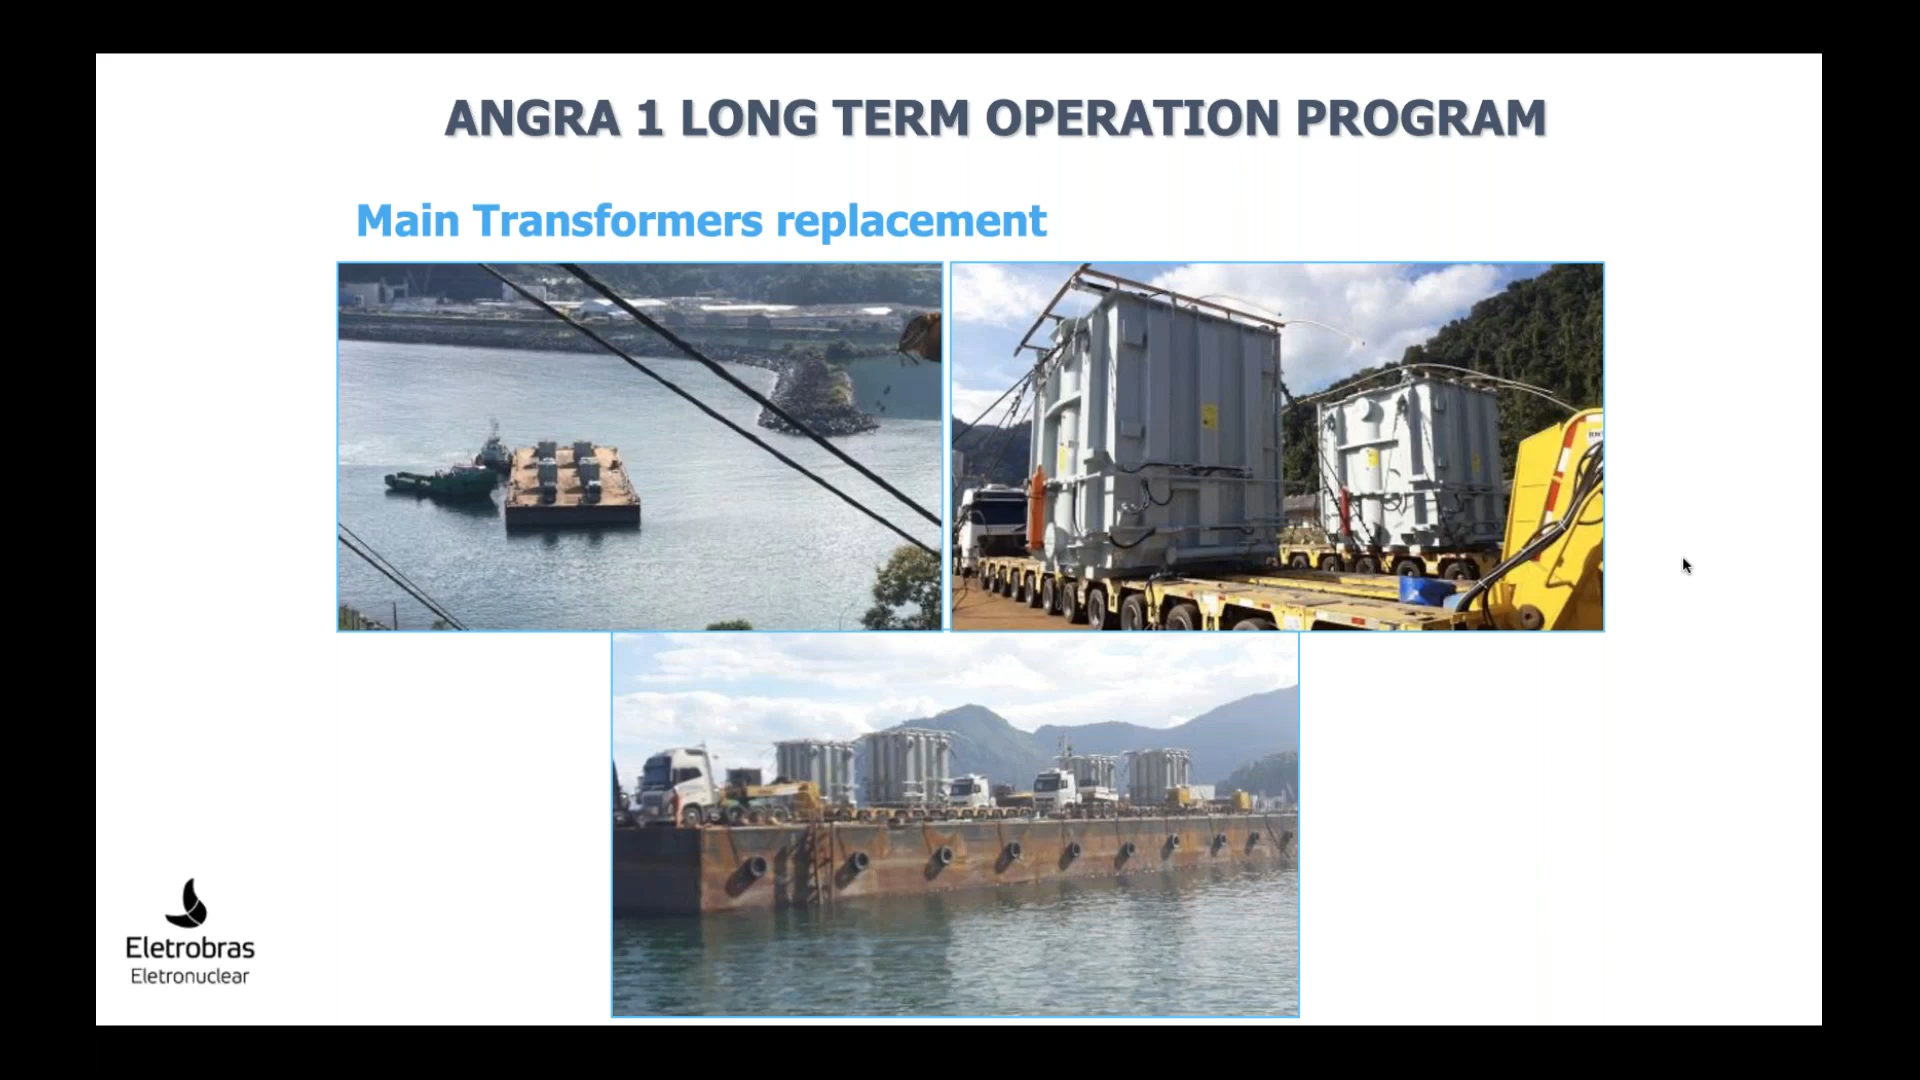 ANGRA 1 LONG TERM OPERATION PROGRAM
Main Transformers replacement
Eletrobras
Eletronuclear